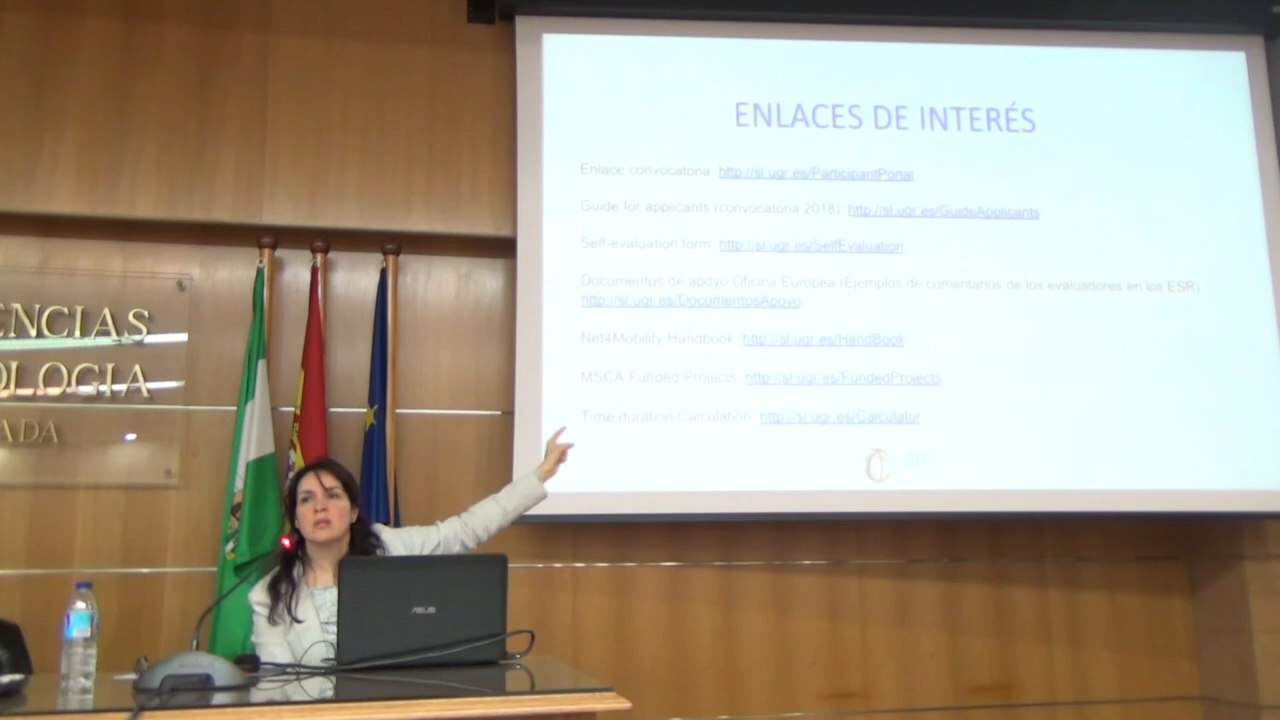 ENLACES DE INTERÉS
Enlace convocatoria: http://sl.ugr.es/ParticipantPortal
Guide for applicants (convocatoria 2018): http://sl.ugr.es/GuideApplicants
Self-evaluation form: http://sl.ugr.es/SelfEvaluation
Documentos de apoyo Oficina Europea (Ejemplos de comentarios de los evaluadores en los ESR)
http://sl.ugr.es/DocumentosApoyo
Net4Mobility Handbook: http://sl.ugr.es/HandBook
MSCA Funded Projects: http://sl.ugr.es/FundedProjects
Time duration Calculation: http://sl.ugr.es/Calculator
ENCIAS
OLOGIA
ADA
ASUS